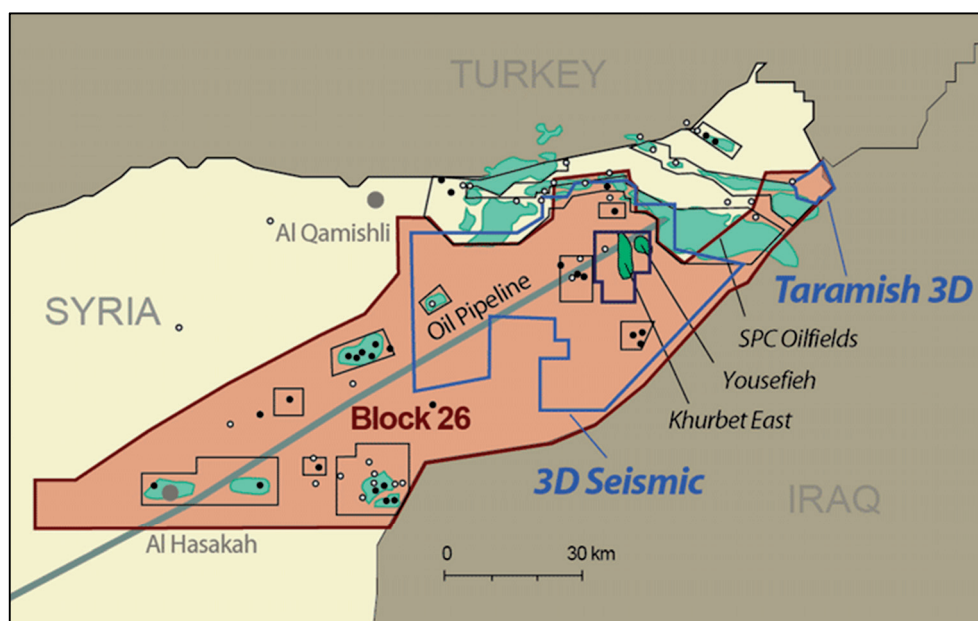 TURKEY
Al Qamishli
SYRIA
Oil Pipeline
Taramish 3D
SPC Oilfields
Yousefieh
Khurbet East
Block 26
3D Seismic
IRAQ
Al Hasakah
0 30 km